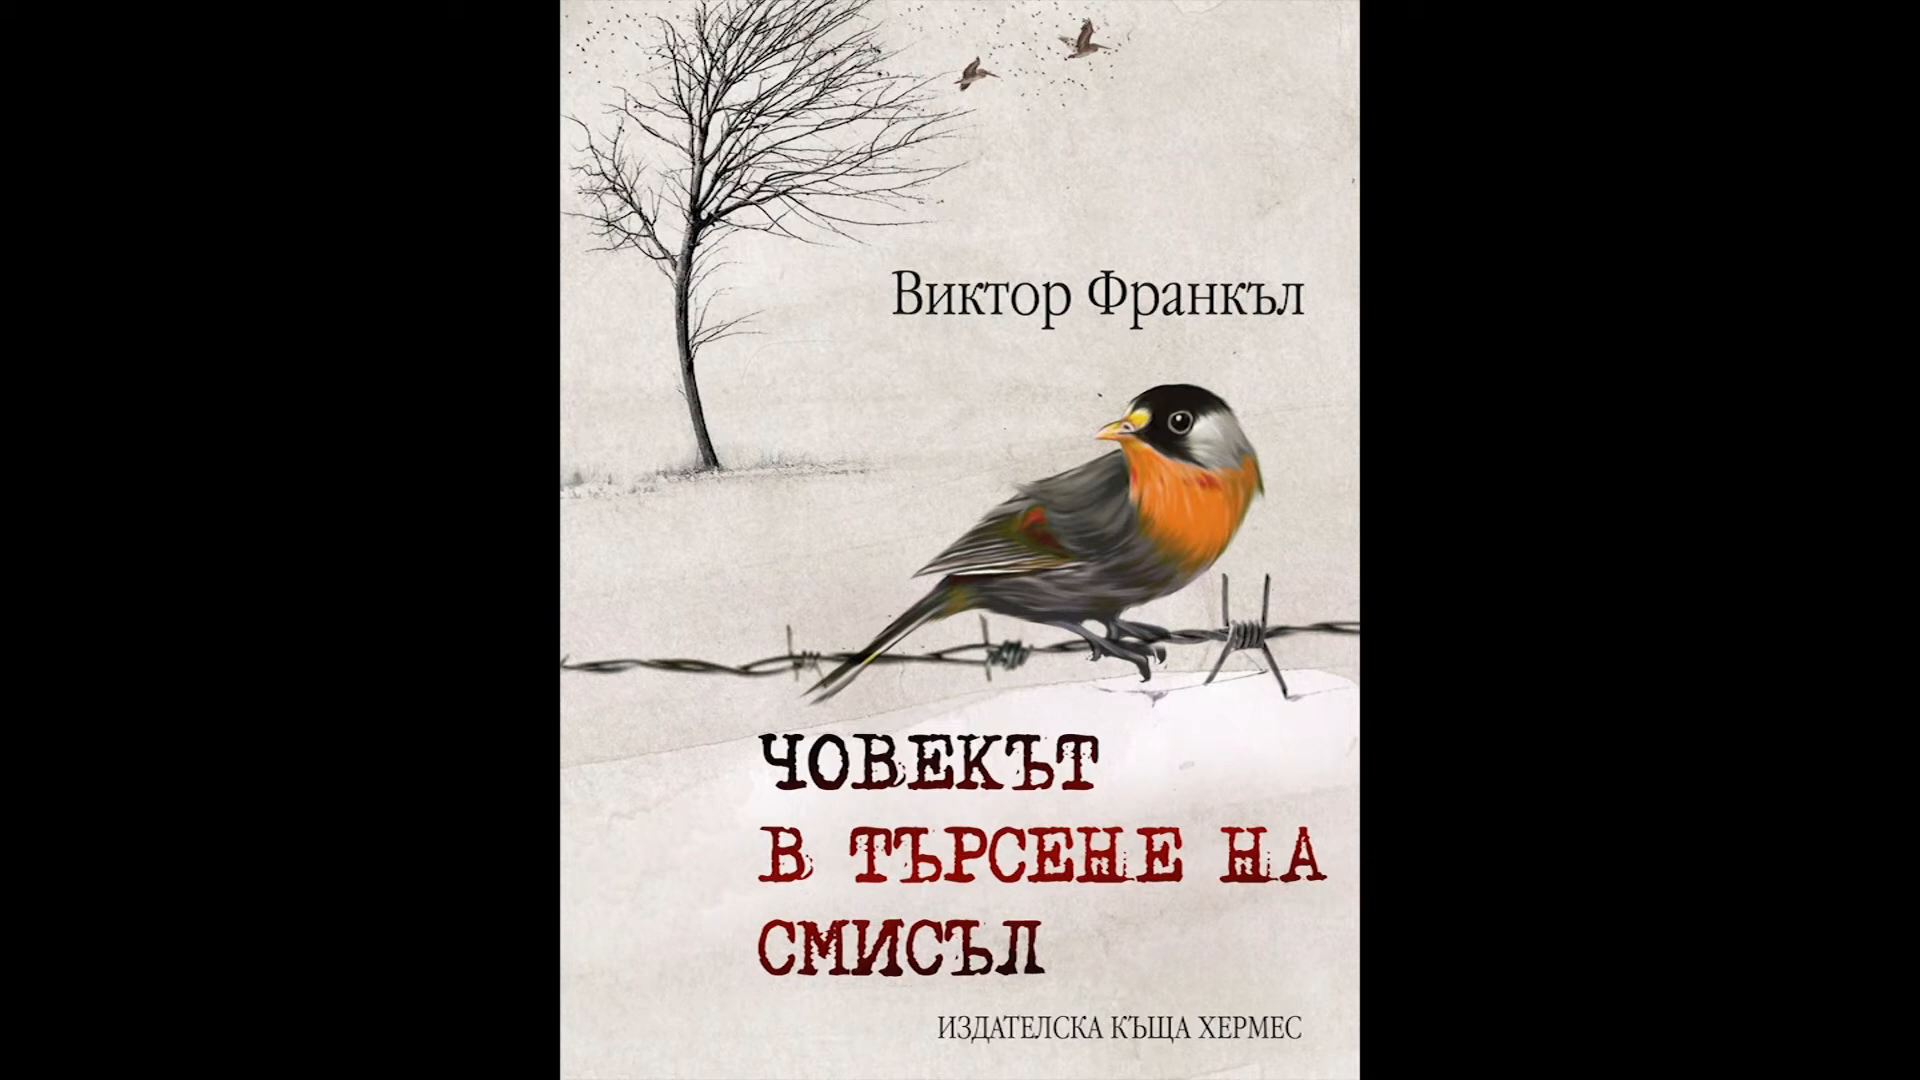 Виктор Франкъл
ЧОВЕКЪТ
В ТЪРСЕНЕ НА
СМИСЪЛ
ИЗДАТЕЛСКА КЪЩА ХЕРМЕС